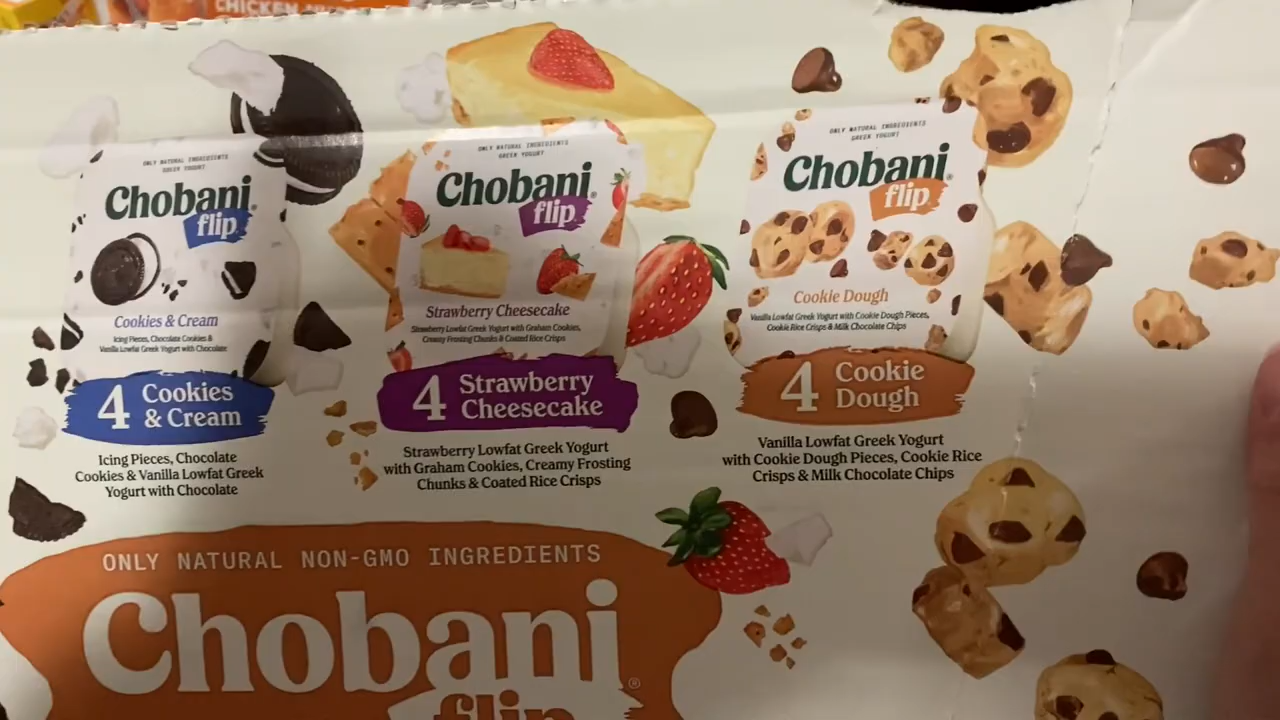 CHICKEN
ONLY NATURAL INGREDIENTS
GREEK YOGURT
Chobani®
flip
Cookies & Cream
Icing Pieces, Chocolate Cookies &
Vanilla Lowfat Greek Yogurt with Chocolate
4 Cookies
& Cream
Icing Pieces, Chocolate
Cookies & Vanilla Lowfat Greek
Yogurt with Chocolate
ONLY NATURAL INGREDIENTS
GREEK YOGURT
Chobani®
flip
Strawberry Cheesecake
Strawberry Lowfat Greek Yogurt with Graham Cookies,
Creamy Frosting Chunks & Coated Rice Crisps
4 Strawberry
Cheesecake
Strawberry Lowfat Greek Yogurt
with Graham Cookies, Creamy Frosting
Chunks & Coated Rice Crisps
ONLY NATURAL INGREDIENTS
GREEK YOGURT
Chobani®
flip
Cookie Dough
Vanilla Lowfat Greek Yogurt with Cookie Dough Pieces,
Cookie Rice Crisps & Milk Chocolate Chips
4 Cookie
Dough
Vanilla Lowfat Greek Yogurt
with Cookie Dough Pieces, Cookie Rice
Crisps & Milk Chocolate Chips
ONLY NATURAL NON-GMO INGREDIENTS
Chobani®
flip